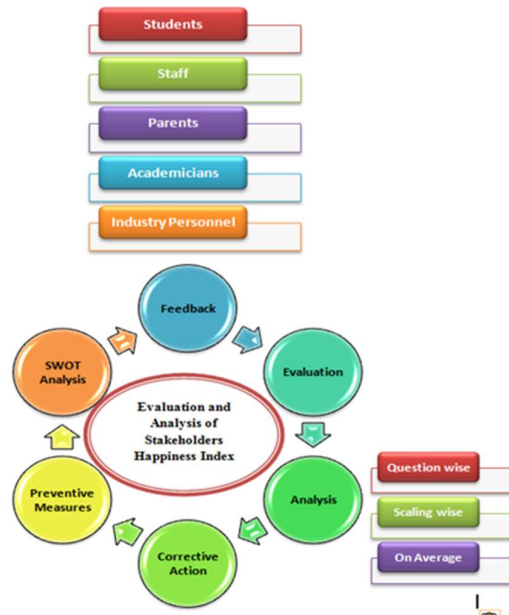 Students
Staff
Parents
Academicians
Industry Personnel
Feedback
SWOT
Analysis
Evaluation
Evaluation and
Analysis of
Stakeholders
Happiness Index
Question wise
Preventive
Measures
Analysis
Scaling wise
Corrective
Action
On Average